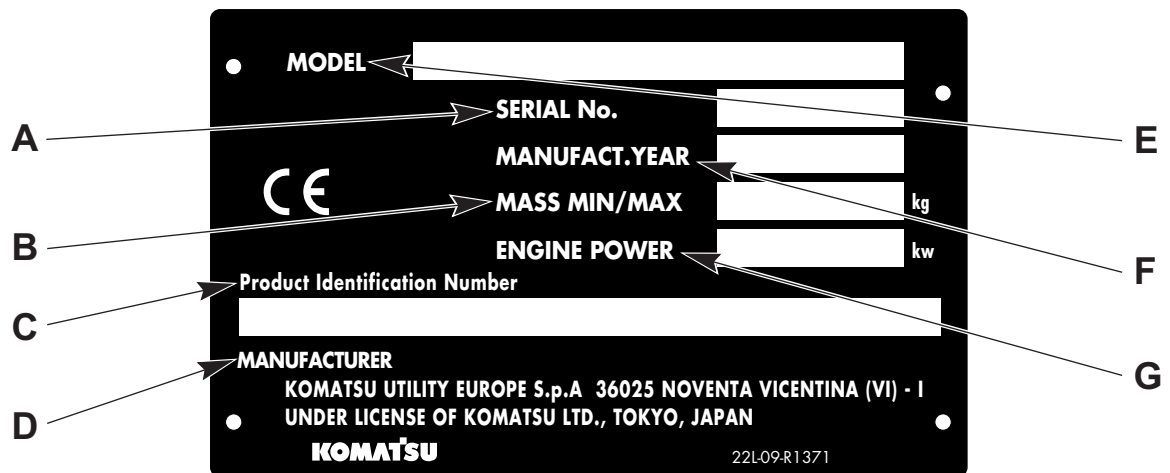 MODEL
E
SERIAL No.
A
MANUFACT.YEAR
CE
B
MASS MIN/MAX
kg
ENGINE POWER
kw
F
Product Identification Number
C
MANUFACTURER
G
KOMATSU UTILITY EUROPE S.p.A 36025 NOVENTA VICENTINA (VI) - I
D
UNDER LICENSE OF KOMATSU LTD., TOKYO, JAPAN
KOMATSU
22L-09-R1371